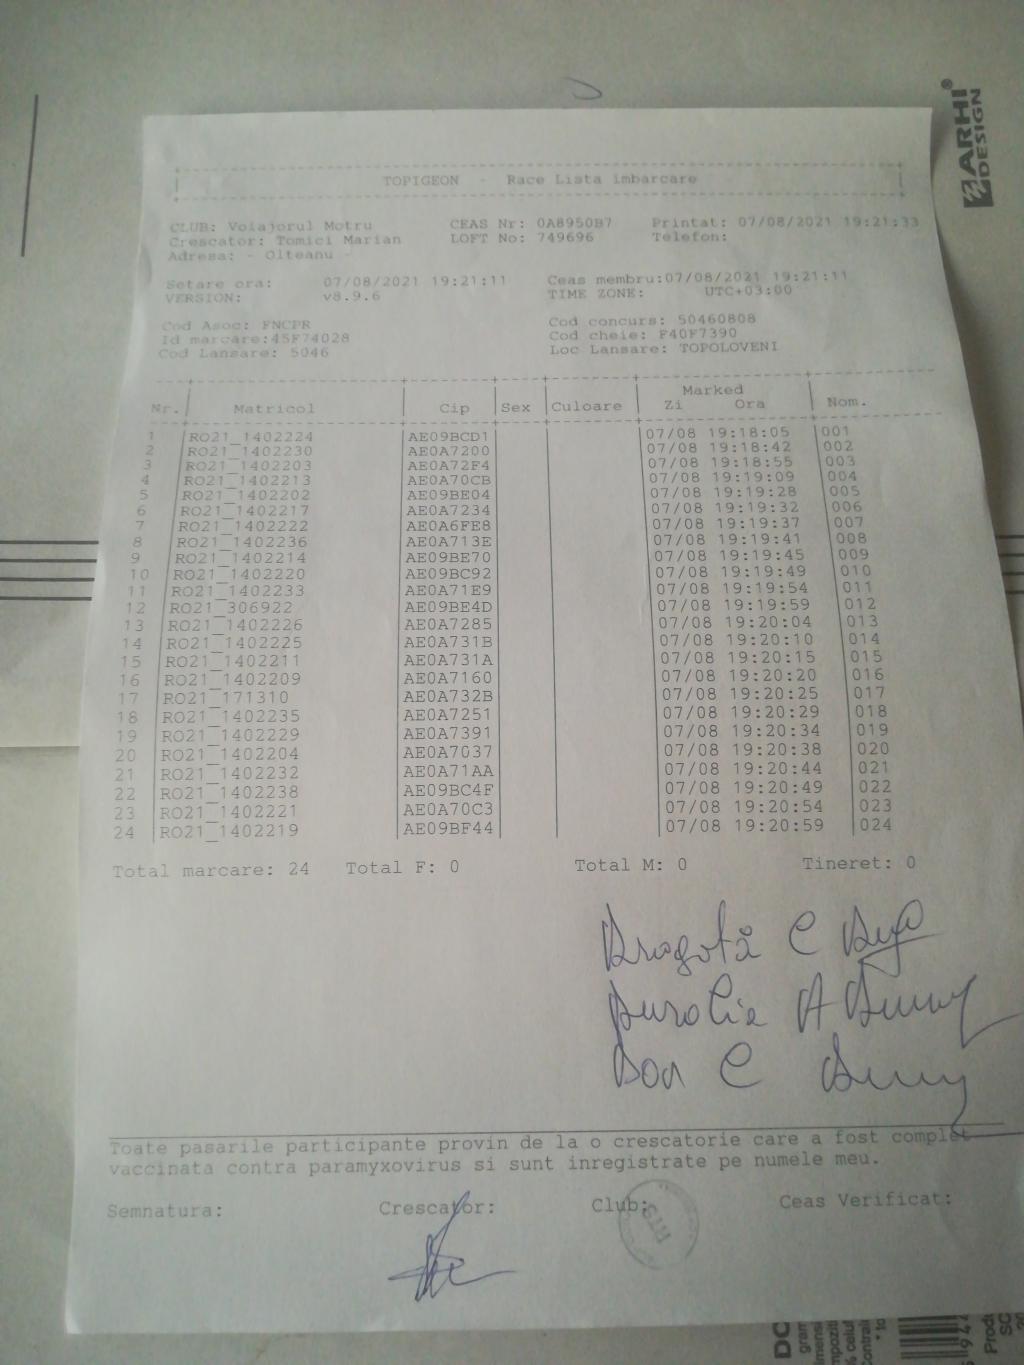 ARHI®
DESIGN
TOPIGEON - Race Lista imbarcare
CLUB: Voiajorul Motru CEAS Nr: 0A8950B7 Printat: 07/08/2021 19:21:33
Crescator: Tomici Marian LOFT No: 749696 Telefon:
Adresa: - Olteanu -
Setare ora: 07/08/2021 19:21:11 Ceas membru:07/08/2021 19:21:11
VERSION: v8.9.6 TIME ZONE: UTC+03:00
Cod Asoc: FNCPR Cod concurs: 50460808
Id marcare:45F74028 Cod cheie: F40F7390
Cod Lansare: 5046 Loc Lansare: TOPOLOVENI
Nr. Matricol Cip Sex Culoare Marked Zi Ora Nom.
1 RO21_1402224 AE09BCD1 07/08 19:18:05 001
2 RO21_1402230 AE0A7200 07/08 19:18:42 002
3 RO21_1402203 AE0A72F4 07/08 19:18:55 003
4 RO21_1402213 AE0A70CB 07/08 19:19:09 004
5 RO21_1402202 AE09BE04 07/08 19:19:28 005
6 RO21_1402217 AE0A7234 07/08 19:19:32 006
7 RO21_1402222 AE0A6FE8 07/08 19:19:37 007
8 RO21_1402236 AE0A713E 07/08 19:19:41 008
9 RO21_1402214 AE09BE70 07/08 19:19:45 009
10 RO21_1402220 AE09BC92 07/08 19:19:49 010
11 RO21_1402233 AE0A71E9 07/08 19:19:54 011
12 RO21_306922 AE09BE4D 07/08 19:19:59 012
13 RO21_1402226 AE0A7285 07/08 19:20:04 013
14 RO21_1402225 AE0A731B 07/08 19:20:10 014
15 RO21_1402211 AE0A731A 07/08 19:20:15 015
16 RO21_1402209 AE0A7160 07/08 19:20:20 016
17 RO21_171310 AE0A732B 07/08 19:20:25 017
18 RO21_1402235 AE0A7251 07/08 19:20:29 018
19 RO21_1402229 AE0A7391 07/08 19:20:34 019
20 RO21_1402204 AE0A7037 07/08 19:20:38 020
21 RO21_1402232 AE0A71AA 07/08 19:20:44 021
22 RO21_1402238 AE09BC4F 07/08 19:20:49 022
23 RO21_1402221 AE0A70C3 07/08 19:20:54 023
24 RO21_1402219 AE09BF44 07/08 19:20:59 024
Total marcare: 24 Total F: 0 Total M: 0 Tineret: 0
Dragotă C
A
C
Toate pasarile participante provin de la o crescatorie care a fost complet
vaccinata contra paramyxovirus si sunt inregistrate pe numele meu.
Semnatura: Crescator: Club: Ceas Verificat: